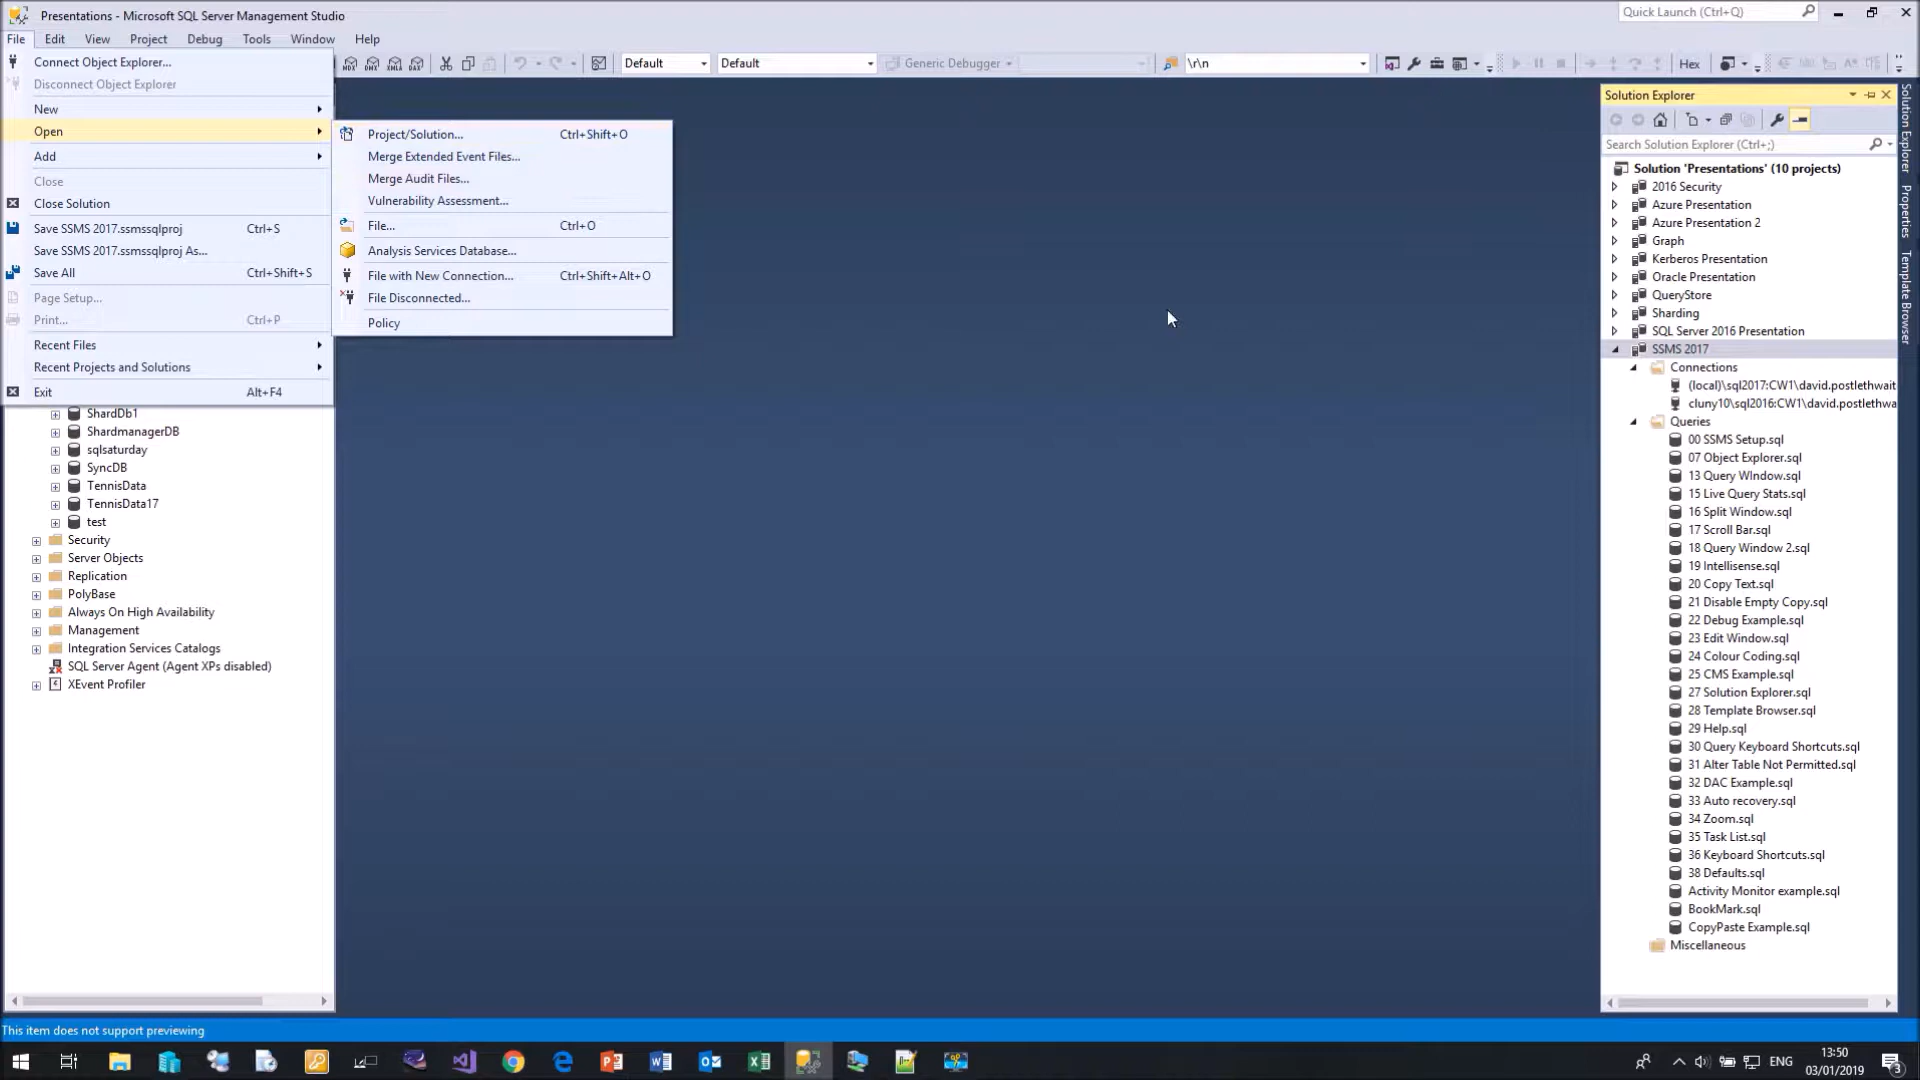 Presentations - Microsoft SQL Server Management Studio
Quick Launch (Ctrl+Q)
File Edit View Project Debug Tools Window Help
Default
Default
Generic Debugger
\r\n
Hex
Connect Object Explorer...
Disconnect Object Explorer
New
Open
Add
Close
Close Solution
Save SSMS 2017.ssmssqlproj Ctrl+S
Save SSMS 2017.ssmssqlproj As...
Save All Ctrl+Shift+S
Page Setup...
Print... Ctrl+P
Recent Files
Recent Projects and Solutions
Exit Alt+F4
Project/Solution... Ctrl+Shift+O
Merge Extended Event Files...
Merge Audit Files...
Vulnerability Assessment...
File... Ctrl+O
Analysis Services Database...
File with New Connection... Ctrl+Shift+Alt+O
File Disconnected...
Policy
ShardDb1
ShardmanagerDB
sqlsaturday
SyncDB
TennisData
TennisData17
test
Security
Server Objects
Replication
PolyBase
Always On High Availability
Management
Integration Services Catalogs
SQL Server Agent (Agent XPs disabled)
XEvent Profiler
Solution Explorer
Search Solution Explorer (Ctrl+;)
Solution 'Presentations' (10 projects)
2016 Security
Azure Presentation
Azure Presentation 2
Graph
Kerberos Presentation
Oracle Presentation
QueryStore
Sharding
SQL Server 2016 Presentation
SSMS 2017
Connections
(local)\sql2017:CW1\david.postlethwait
cluny10\sql2016:CW1\david.postlethwa
Queries
00 SSMS Setup.sql
07 Object Explorer.sql
13 Query WIndow.sql
15 Live Query Stats.sql
16 Split Window.sql
17 Scroll Bar.sql
18 Query Window 2.sql
19 Intellisense.sql
20 Copy Text.sql
21 Disable Empty Copy.sql
22 Debug Example.sql
23 Edit Window.sql
24 Colour Coding.sql
25 CMS Example.sql
27 Solution Explorer.sql
28 Template Browser.sql
29 Help.sql
30 Query Keyboard Shortcuts.sql
31 Alter Table Not Permitted.sql
32 DAC Example.sql
33 Auto recovery.sql
34 Zoom.sql
35 Task List.sql
36 Keyboard Shortcuts.sql
38 Defaults.sql
Activity Monitor example.sql
BookMark.sql
CopyPaste Example.sql
Miscellaneous
Solution Explorer
Properties
Template Browser
This item does not support previewing
ENG
13:50
03/01/2019
3